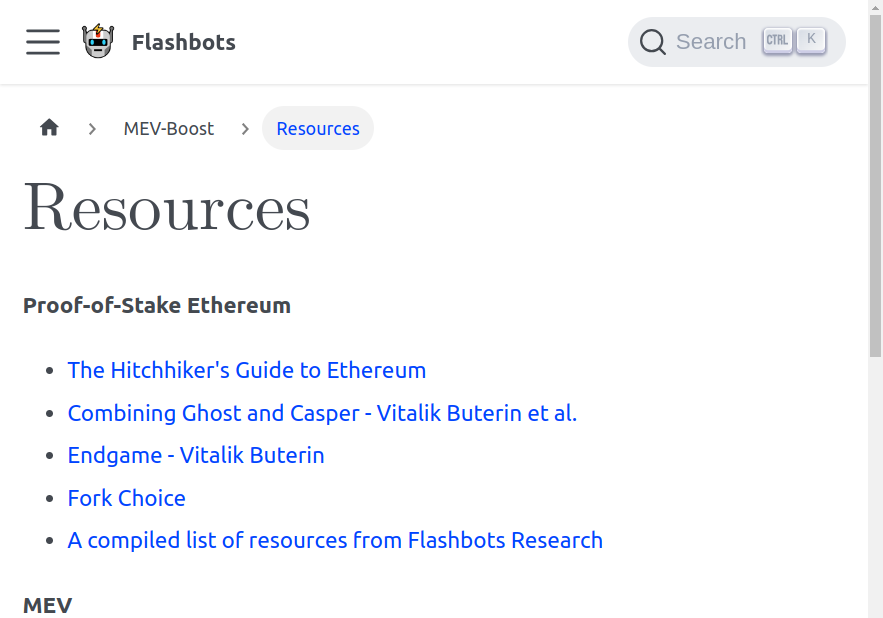 Flashbots
Search CTRL K
MEV-Boost Resources
Resources
Proof-of-Stake Ethereum
The Hitchhiker's Guide to Ethereum
Combining Ghost and Casper - Vitalik Buterin et al.
Endgame - Vitalik Buterin
Fork Choice
A compiled list of resources from Flashbots Research
MEV